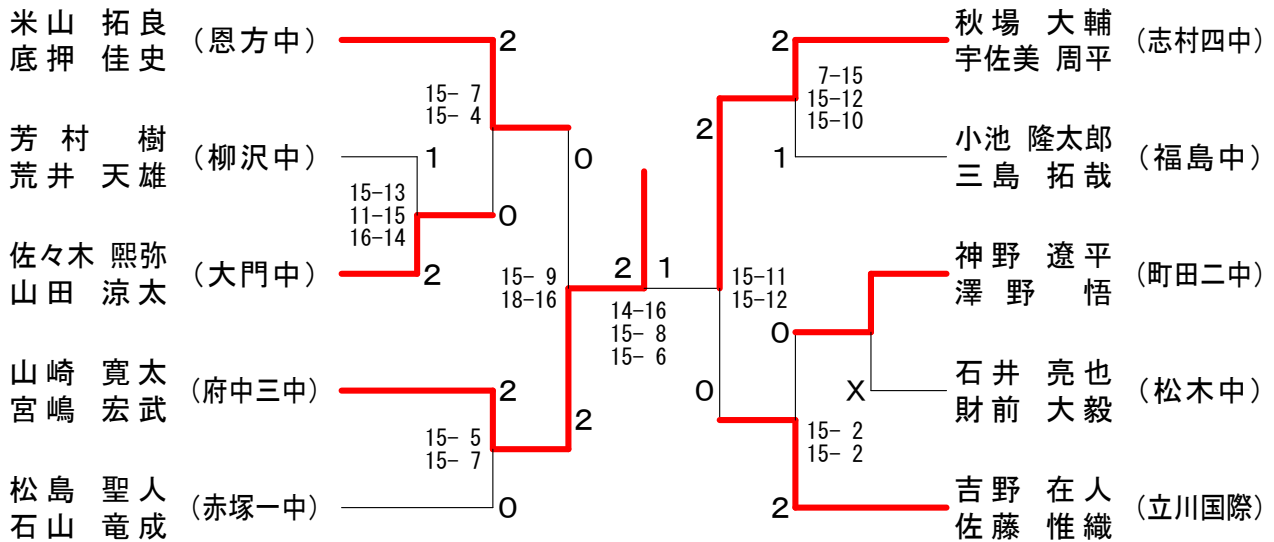 米山 拓良
底押 佳史
(恩方中)
2
15- 7
15- 4
芳村 樹
荒井 天雄
(柳沢中)
1
15-13
11-15
16-14
0
佐々木 熙弥
山田 涼太
(大門中)
2
0
15- 9
18-16
山崎 寛太
宮嶋 宏武
(府中三中)
2
15- 5
15- 7
2
松島 聖人
石山 竜成
(赤塚一中)
0
2 1
14-16
15- 8
15- 6
秋場 大輔
宇佐美 周平
(志村四中)
2
7-15
15-12
15-10
2
小池 隆太郎
三島 拓哉
(福島中)
1
15-11
15-12
神野 遼平
澤野 悟
(町田二中)
0
石井 亮也
財前 大毅
(松木中)
X
0
15- 2
15- 2
吉野 在人
佐藤 惟織
(立川国際)
2